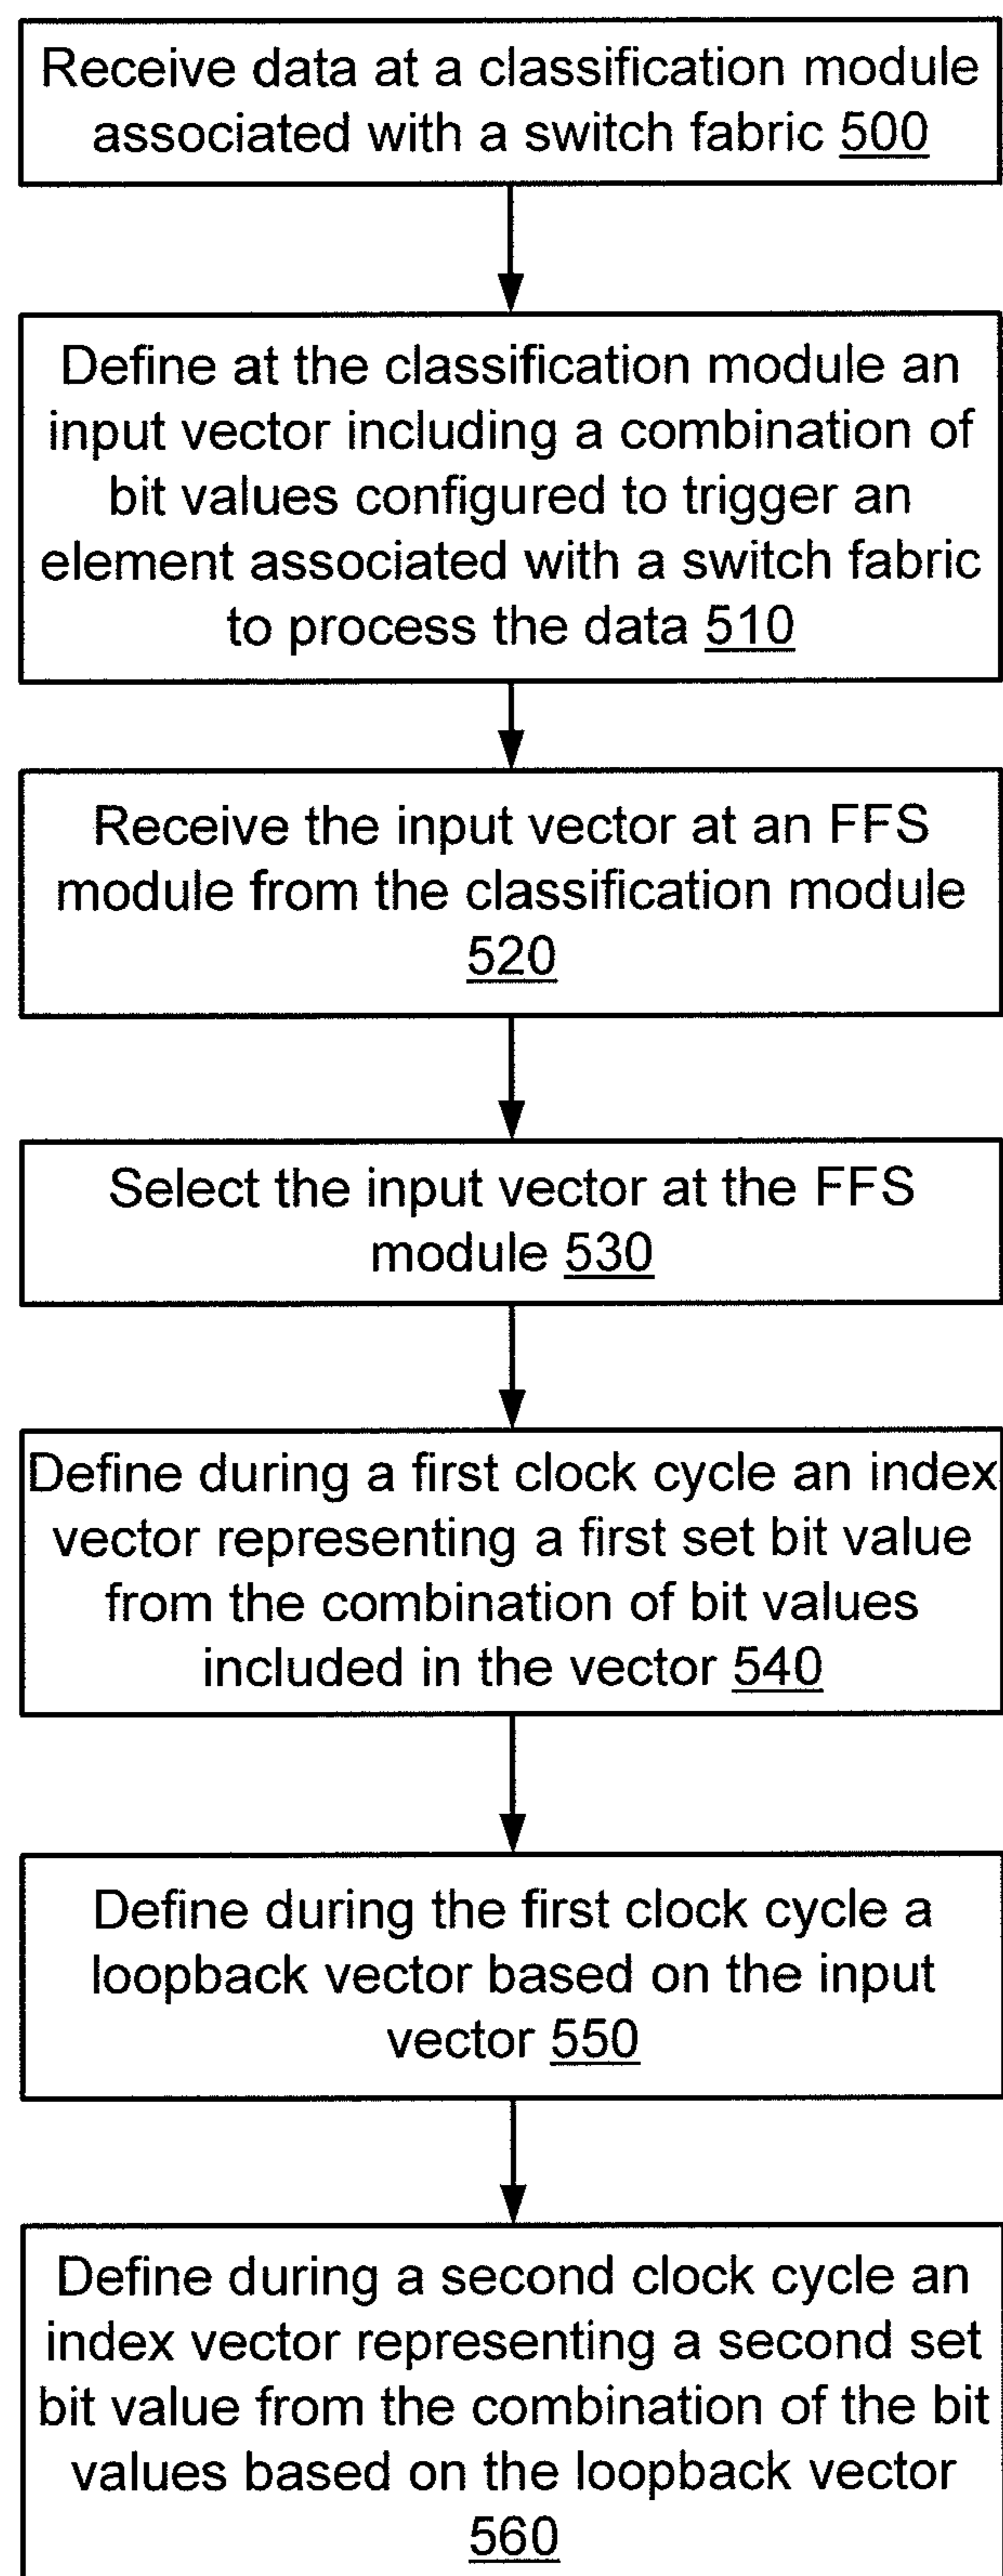 Receive data at a classification module
associated with a switch fabric 500
Define at the classification module an
input vector including a combination of
bit values configured to trigger an
element associated with a switch fabric
to process the data 510
Receive the input vector at an FFS
module from the classification module
520
Select the input vector at the FFS
module 530
Define during a first clock cycle an index
vector representing a first set bit value
from the combination of bit values
included in the vector 540
Define during the first clock cycle a
loopback vector based on the input
vector 550
Define during a second clock cycle an
index vector representing a second set
bit value from the combination of the bit
values based on the loopback vector
560